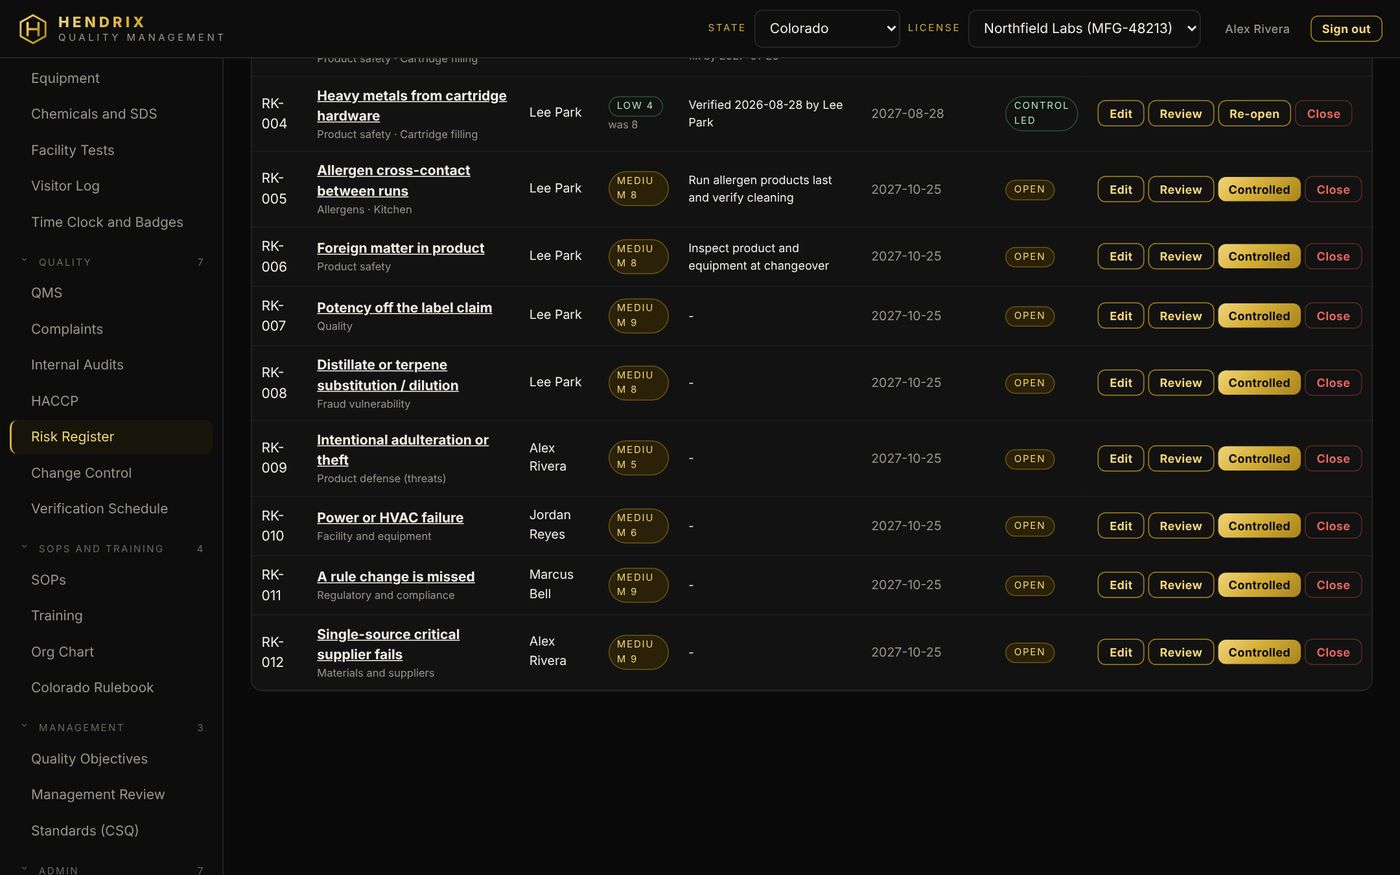 HENDRIX
QUALITY MANAGEMENT
STATE
Colorado
LICENSE
Northfield Labs (MFG-48213)
Alex Rivera
Sign out
Equipment
Chemicals and SDS
Facility Tests
Visitor Log
Time Clock and Badges
QUALITY 7
QMS
Complaints
Internal Audits
HACCP
Risk Register
Change Control
Verification Schedule
SOPS AND TRAINING 4
SOPs
Training
Org Chart
Colorado Rulebook
MANAGEMENT 3
Quality Objectives
Management Review
Standards (CSQ)
ADMIN 7
Product safety · Cartridge filling
RK-
004
Heavy metals from cartridge
hardware
Product safety · Cartridge filling
Lee Park
LOW 4
was 8
Verified 2026-08-28 by Lee
Park
2027-08-28
CONTROL
LED
Edit Review Re-open Close
RK-
005
Allergen cross-contact
between runs
Allergens · Kitchen
Lee Park
MEDIU
M 8
Run allergen products last
and verify cleaning
2027-10-25
OPEN
Edit Review Controlled Close
RK-
006
Foreign matter in product
Product safety
Lee Park
MEDIU
M 8
Inspect product and
equipment at changeover
2027-10-25
OPEN
Edit Review Controlled Close
RK-
007
Potency off the label claim
Quality
Lee Park
MEDIU
M 9
-
2027-10-25
OPEN
Edit Review Controlled Close
RK-
008
Distillate or terpene
substitution / dilution
Fraud vulnerability
Lee Park
MEDIU
M 8
-
2027-10-25
OPEN
Edit Review Controlled Close
RK-
009
Intentional adulteration or
theft
Product defense (threats)
Alex
Rivera
MEDIU
M 5
-
2027-10-25
OPEN
Edit Review Controlled Close
RK-
010
Power or HVAC failure
Facility and equipment
Jordan
Reyes
MEDIU
M 6
-
2027-10-25
OPEN
Edit Review Controlled Close
RK-
011
A rule change is missed
Regulatory and compliance
Marcus
Bell
MEDIU
M 9
-
2027-10-25
OPEN
Edit Review Controlled Close
RK-
012
Single-source critical
supplier fails
Materials and suppliers
Alex
Rivera
MEDIU
M 9
-
2027-10-25
OPEN
Edit Review Controlled Close